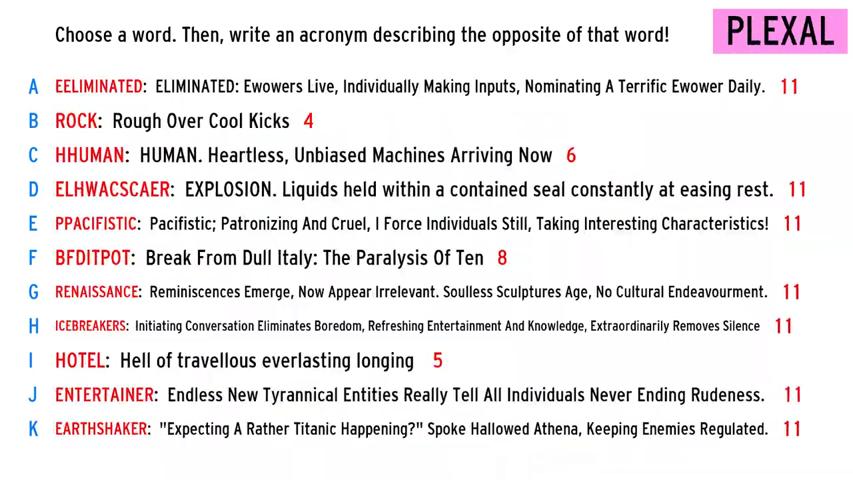 Choose a word. Then, write an acronym describing the opposite of that word!
PLEXAL
A EELIMINATED: ELIMINATED: Ewowers Live, Individually Making Inputs, Nominating A Terrific Ewower Daily. 11
B ROCK: Rough Over Cool Kicks 4
C HHUMAN: HUMAN. Heartless, Unbiased Machines Arriving Now 6
D ELHWACSCAER: EXPLOSION. Liquids held within a contained seal constantly at easing rest. 11
E PPACIFISTIC: Pacifistic; Patronizing And Cruel, I Force Individuals Still, Taking Interesting Characteristics! 11
F BFDITPOT: Break From Dull Italy: The Paralysis Of Ten 8
G RENAISSANCE: Reminiscences Emerge, Now Appear Irrelevant. Soulless Sculptures Age, No Cultural Endeavourment. 11
H ICEBREAKERS: Initiating Conversation Eliminates Boredom, Refreshing Entertainment And Knowledge, Extraordinarily Removes Silence 11
I HOTEL: Hell of travellous everlasting longing 5
J ENTERTAINER: Endless New Tyrannical Entities Really Tell All Individuals Never Ending Rudeness. 11
K EARTHSHAKER: "Expecting A Rather Titanic Happening?" Spoke Hallowed Athena, Keeping Enemies Regulated. 11